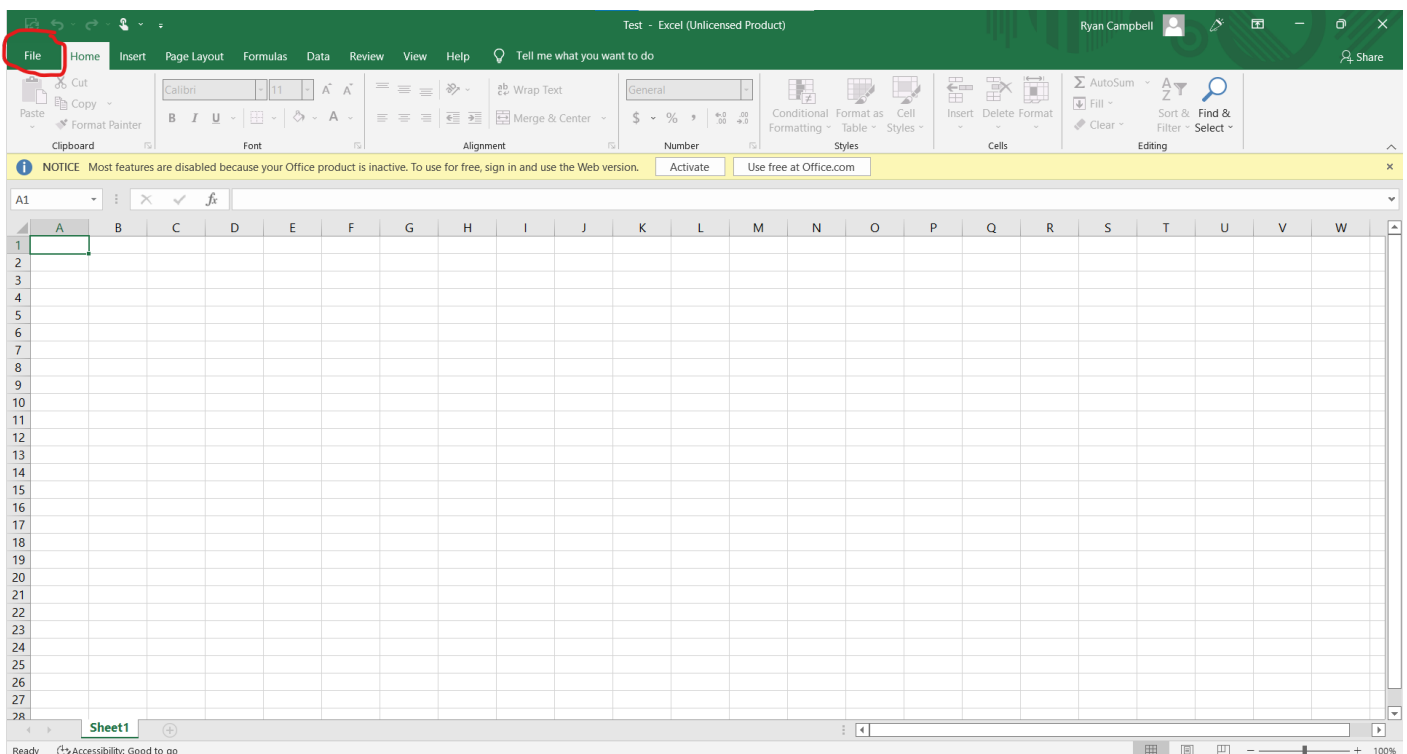 Test - Excel (Unlicensed Product)
Ryan Campbell
File Home Insert Page Layout Formulas Data Review View Help Tell me what you want to do
Share
Paste
Cut
Copy
Format Painter
Clipboard
Calibri 11 A A
B I U A
Font
Wrap Text
Merge & Center
Alignment
General
$ % , .00 .0
Number
Conditional Formatting
Format as Table
Cell Styles
Styles
Insert Delete Format
Cells
Σ AutoSum
Fill
Clear
Sort & Filter
Find & Select
Editing
NOTICE Most features are disabled because your Office product is inactive. To use for free, sign in and use the Web version. Activate Use free at Office.com
A1 fx
A B C D E F G H I J K L M N O P Q R S T U V W
1
2
3
4
5
6
7
8
9
10
11
12
13
14
15
16
17
18
19
20
21
22
23
24
25
26
27
28
Sheet1
Ready Accessibility: Good to go 100%